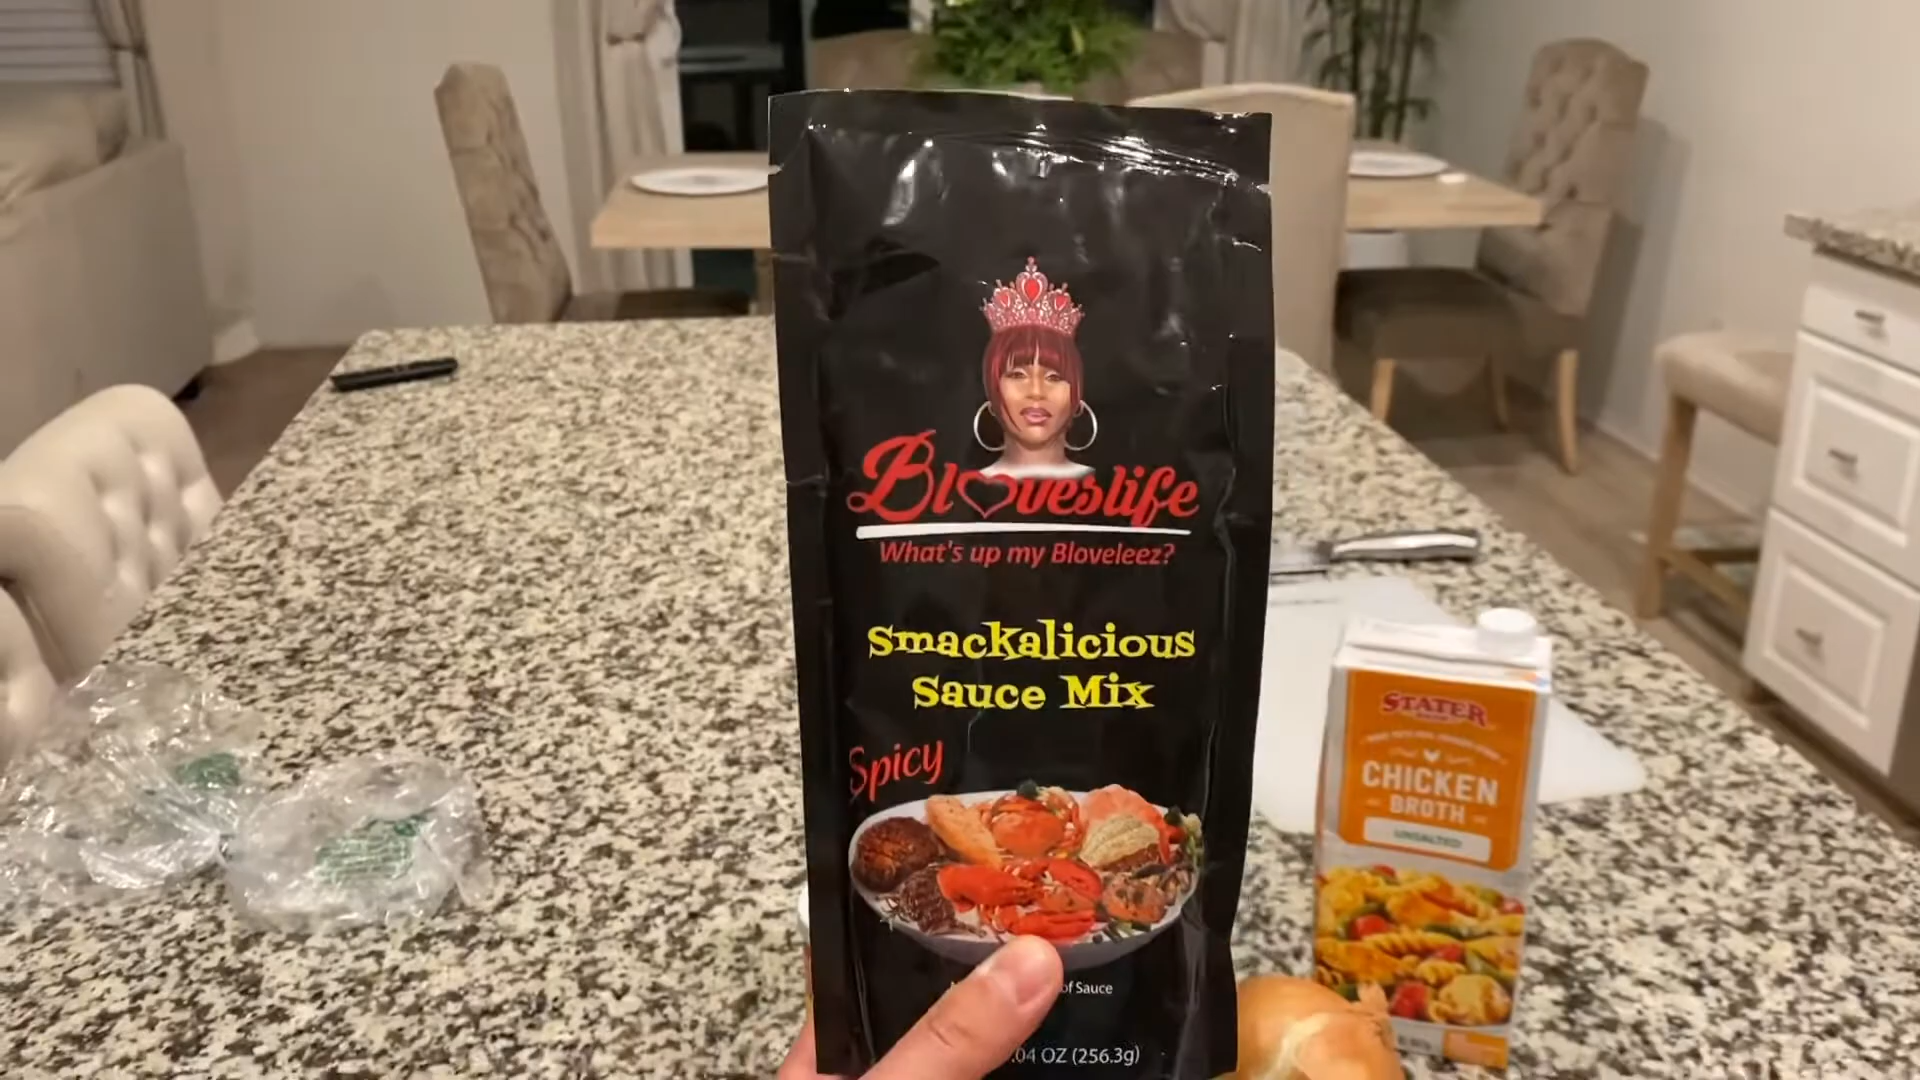 Bloveslife
What's up my Bloveleez?
Smackalicious
Sauce Mix
Spicy
of Sauce
.04 OZ (256.3g)
STATER
CHICKEN
BROTH
UNSALTED